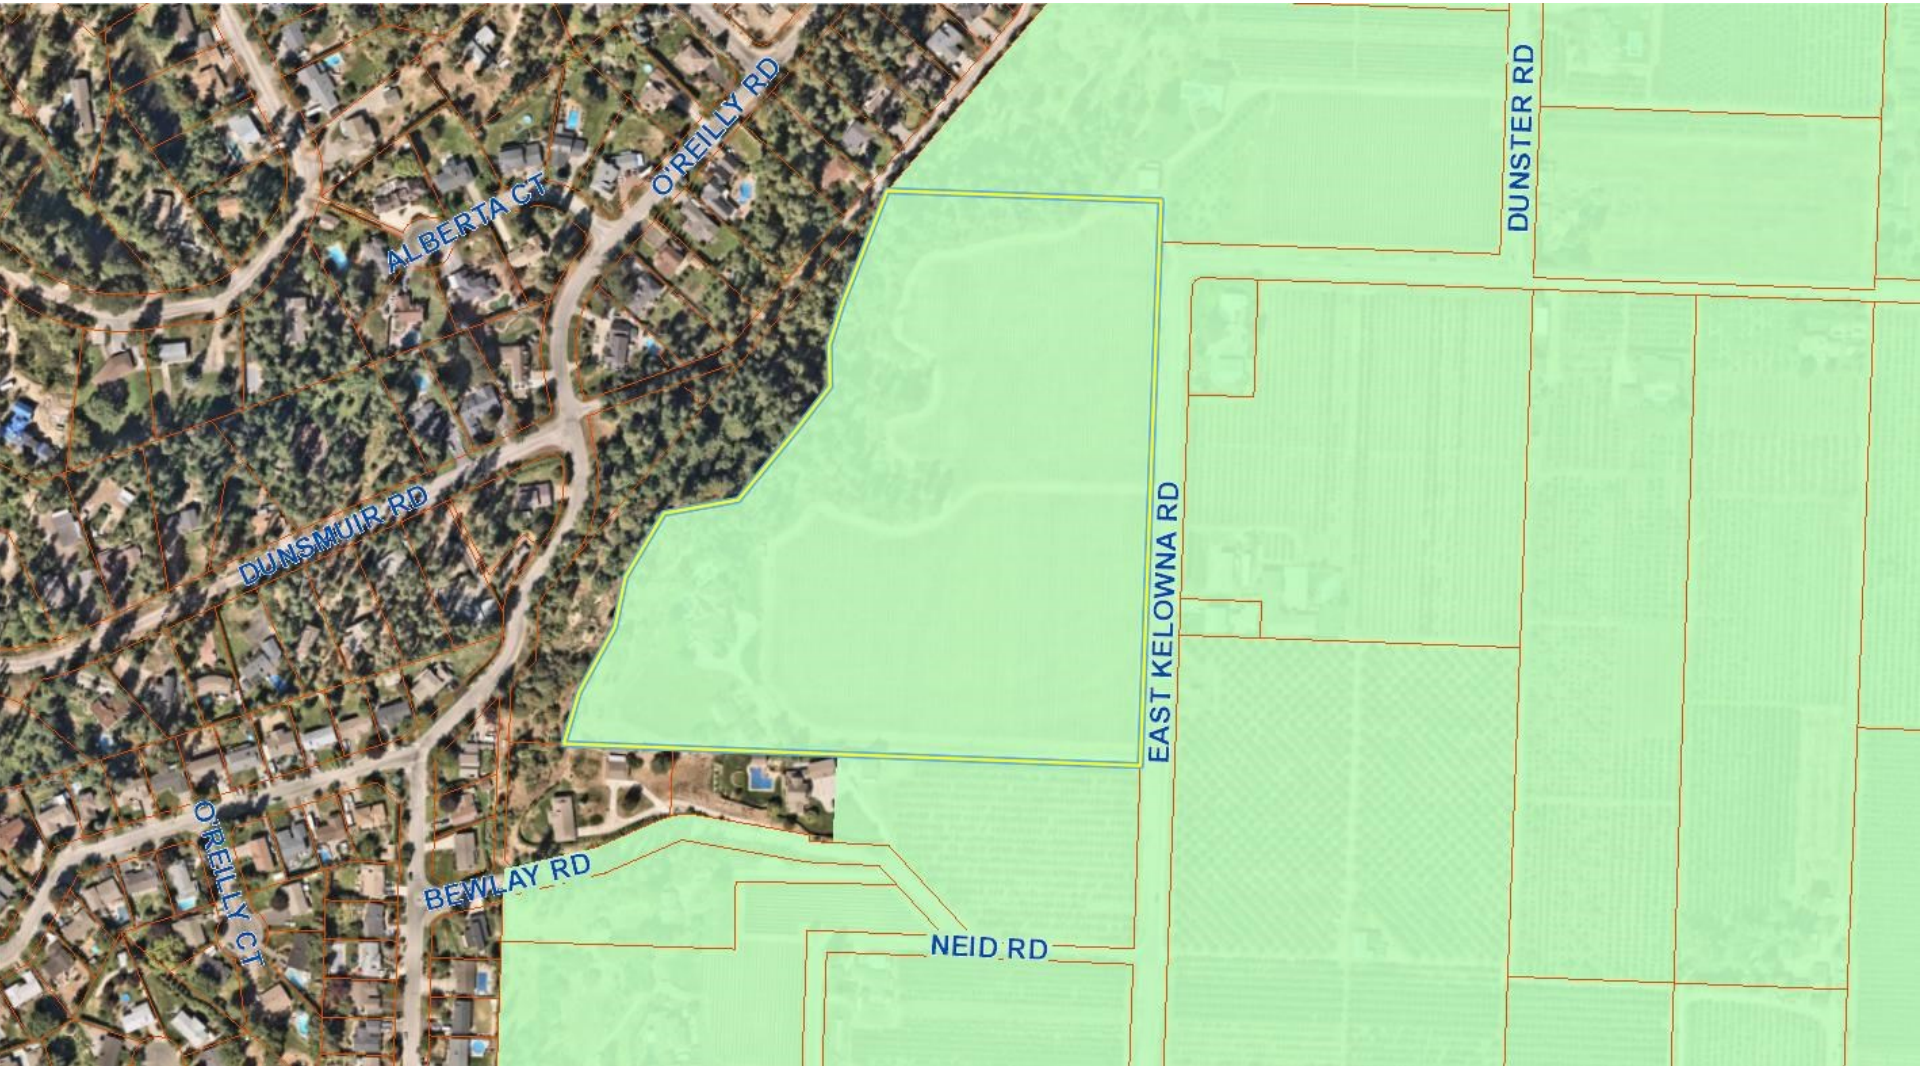 DUNSTER RD
O'REILLY RD
ALBERTA CT
DUNSMUIR RD
EAST KELOWNA RD
O'REILLY CT
BEWLAY RD
NEID RD